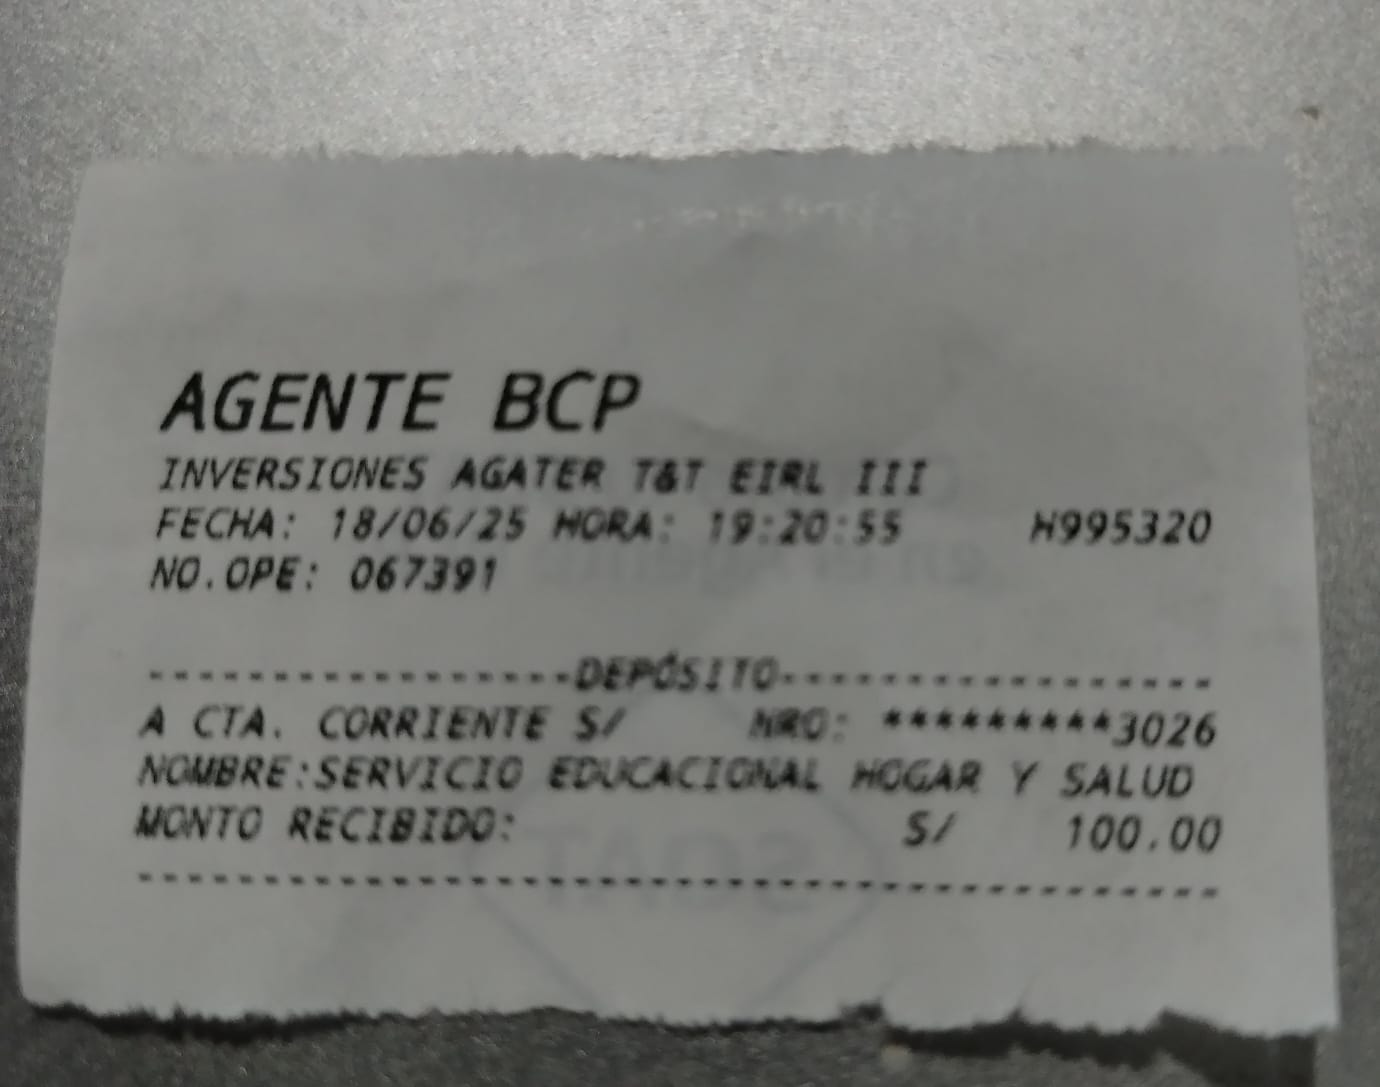 AGENTE BCP
INVERSIONES AGATER T&T EIRL III
FECHA: 18/06/25 HORA: 19:20:55 H995320
NO.OPE: 067391
-----------------DEPÓSITO------------------
A CTA. CORRIENTE S/ NRO: *********3026
NOMBRE:SERVICIO EDUCACIONAL HOGAR Y SALUD
MONTO RECIBIDO: S/ 100.00
-------------------------------------------
SOAT